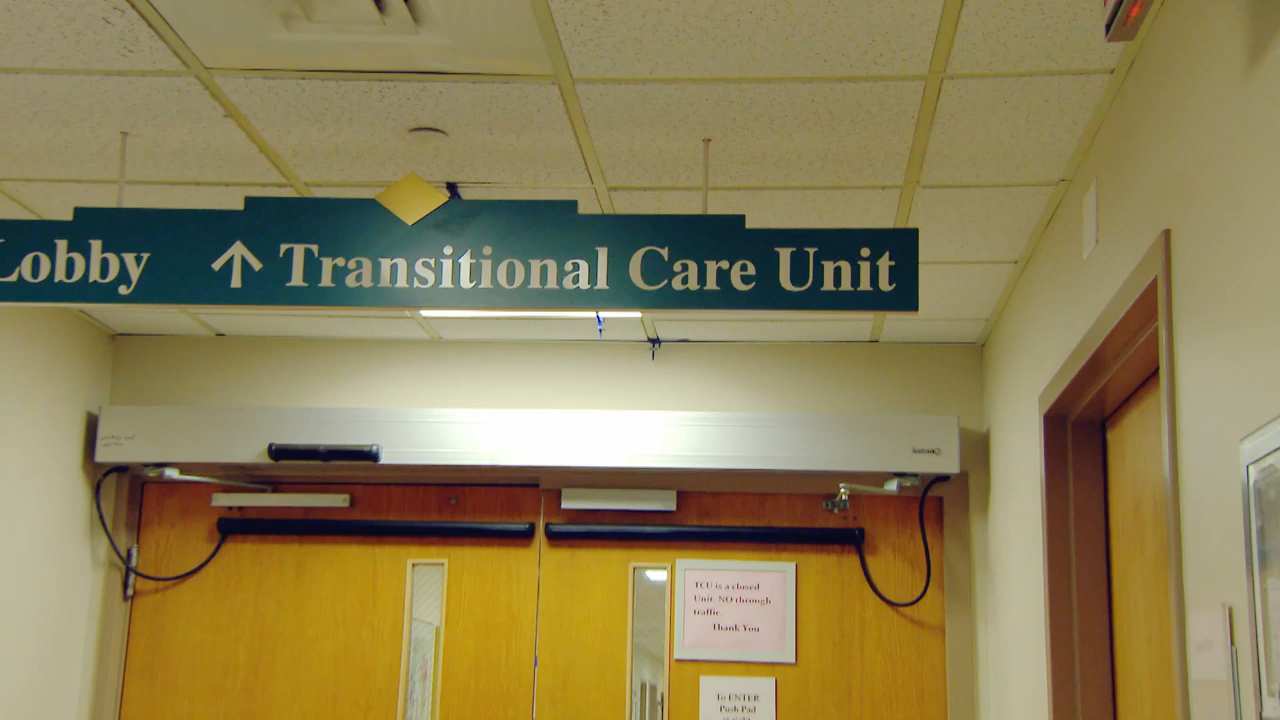 Lobby ↑ Transitional Care Unit
TCU is a closed
Unit. NO through
traffic.
Thank You
To ENTER
Push Pad